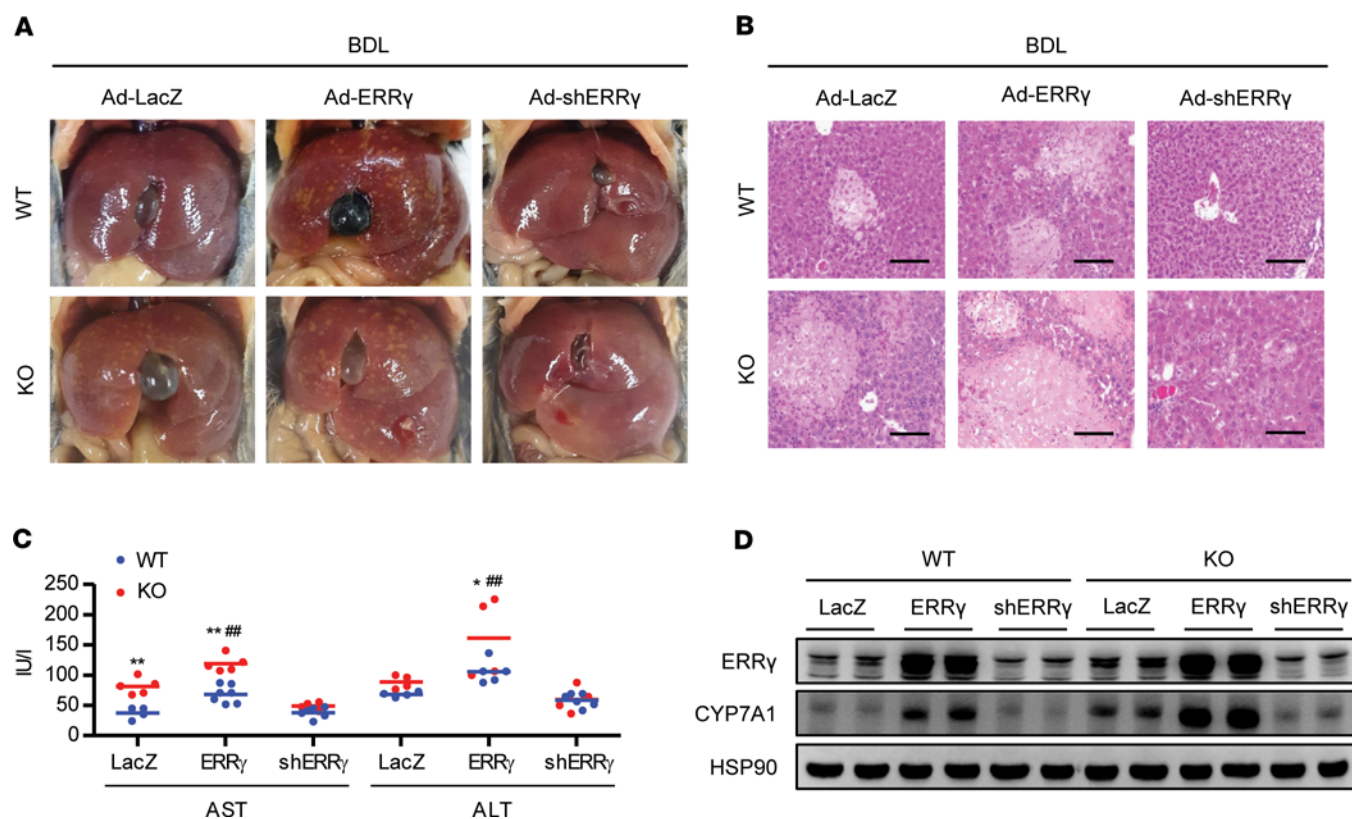 A
BDL
Ad-LacZ Ad-ERRγ Ad-shERRγ
WT
KO
B
BDL
Ad-LacZ Ad-ERRγ Ad-shERRγ
WT
KO
C
WT
KO
IU/l
250
200
150
100
50
0
** ** ## * ##
LacZ ERRγ shERRγ LacZ ERRγ shERRγ
AST ALT
D
WT KO
LacZ ERRγ shERRγ LacZ ERRγ shERRγ
ERRγ
CYP7A1
HSP90